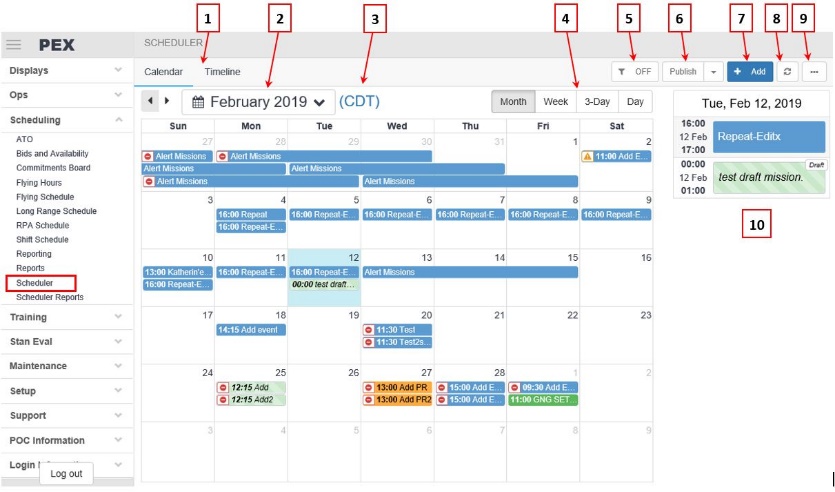 1 2 3 4 5 6 7 8 9
PEX SCHEDULER
Displays
Ops
Scheduling
ATO
Bids and Availability
Commitments Board
Flying Hours
Flying Schedule
Long Range Schedule
RPA Schedule
Shift Schedule
Reporting
Reports
Scheduler
Scheduler Reports
Training
Stan Eval
Maintenance
Setup
Support
POC Information
Login
Log out
Calendar Timeline OFF Publish Add ...
February 2019 (CDT) Month Week 3-Day Day
Sun Mon Tue Wed Thu Fri Sat
27 28 29 30 31 1 2
Alert Missions Alert Missions 11:00 Add E...
Alert Missions Alert Missions
Alert Missions Alert Missions
3 4 5 6 7 8 9
16:00 Repeat 16:00 Repeat-E... 16:00 Repeat-E... 16:00 Repeat-E... 16:00 Repeat-E... 16:00 Repeat-E...
16:00 Repeat-E...
10 11 12 13 14 15 16
13:00 Katherin'e 16:00 Repeat-E... 16:00 Repeat-E... Alert Missions
16:00 Repeat-E... 00:00 test draft...
17 18 19 20 21 22 23
14:15 Add event 11:30 Test
11:30 Test2s...
24 25 26 27 28 1 2
12:15 Add 13:00 Add PR 15:00 Add E... 09:30 Add E...
12:15 Add2 13:00 Add PR2 15:00 Add E... 11:00 GNG SET...
3 4 5 6 7 8 9
Tue, Feb 12, 2019
16:00
12 Feb Repeat-Editx
17:00
00:00 Draft
12 Feb test draft mission.
01:00
10